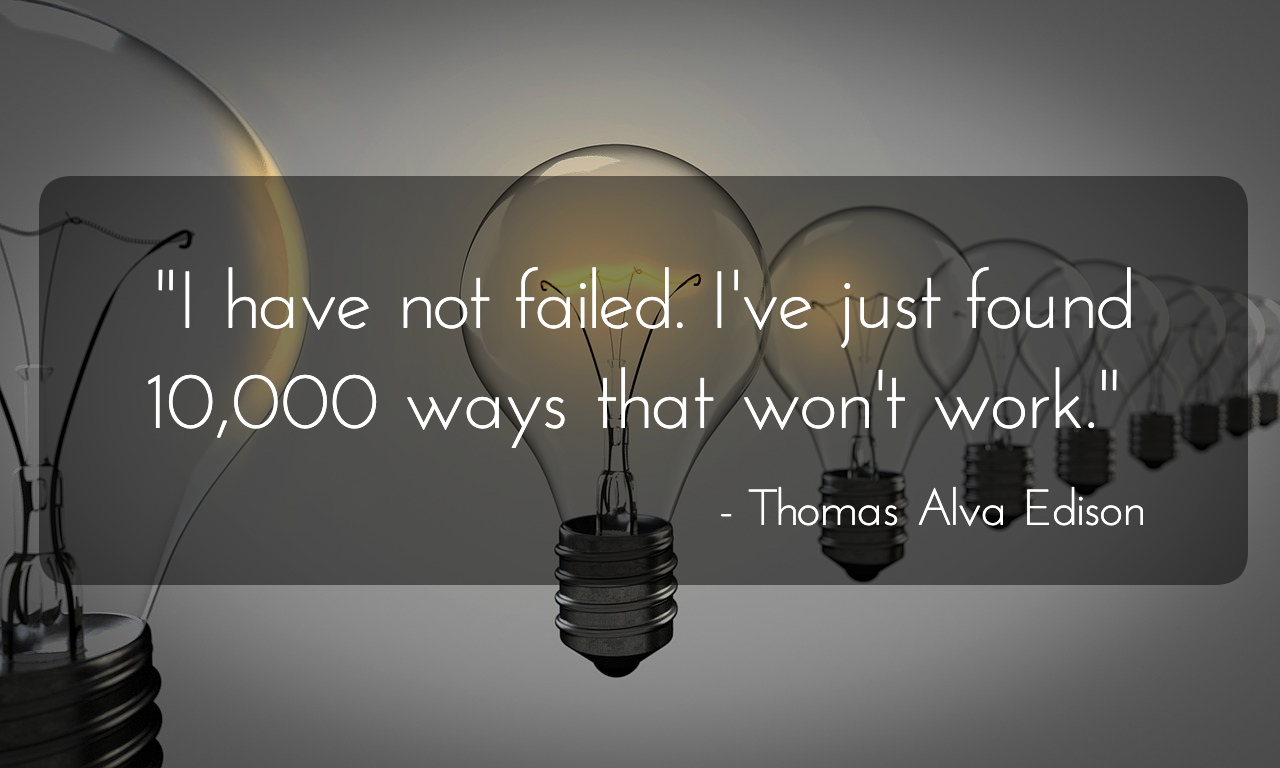 "I have not failed. I've just found
10,000 ways that won't work."
- Thomas Alva Edison